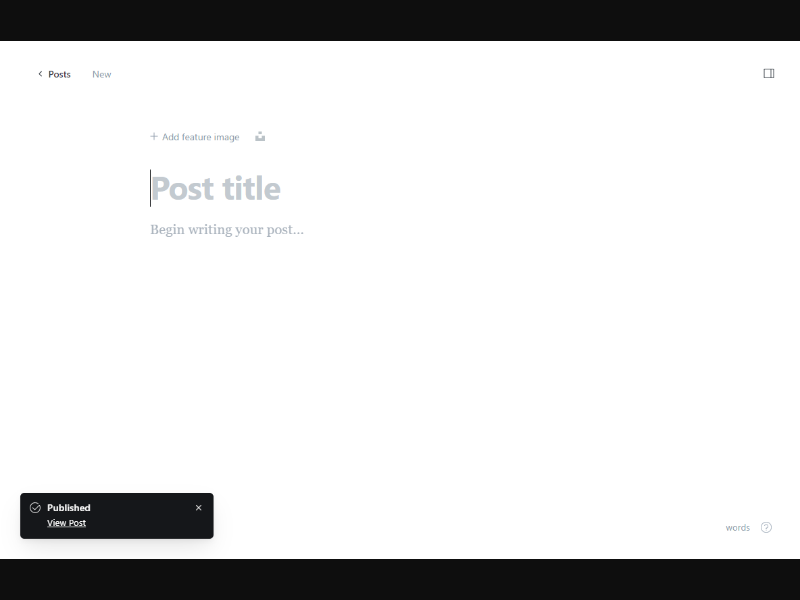 Posts New
Add feature image
Post title
Begin writing your post...
Published
View Post
words